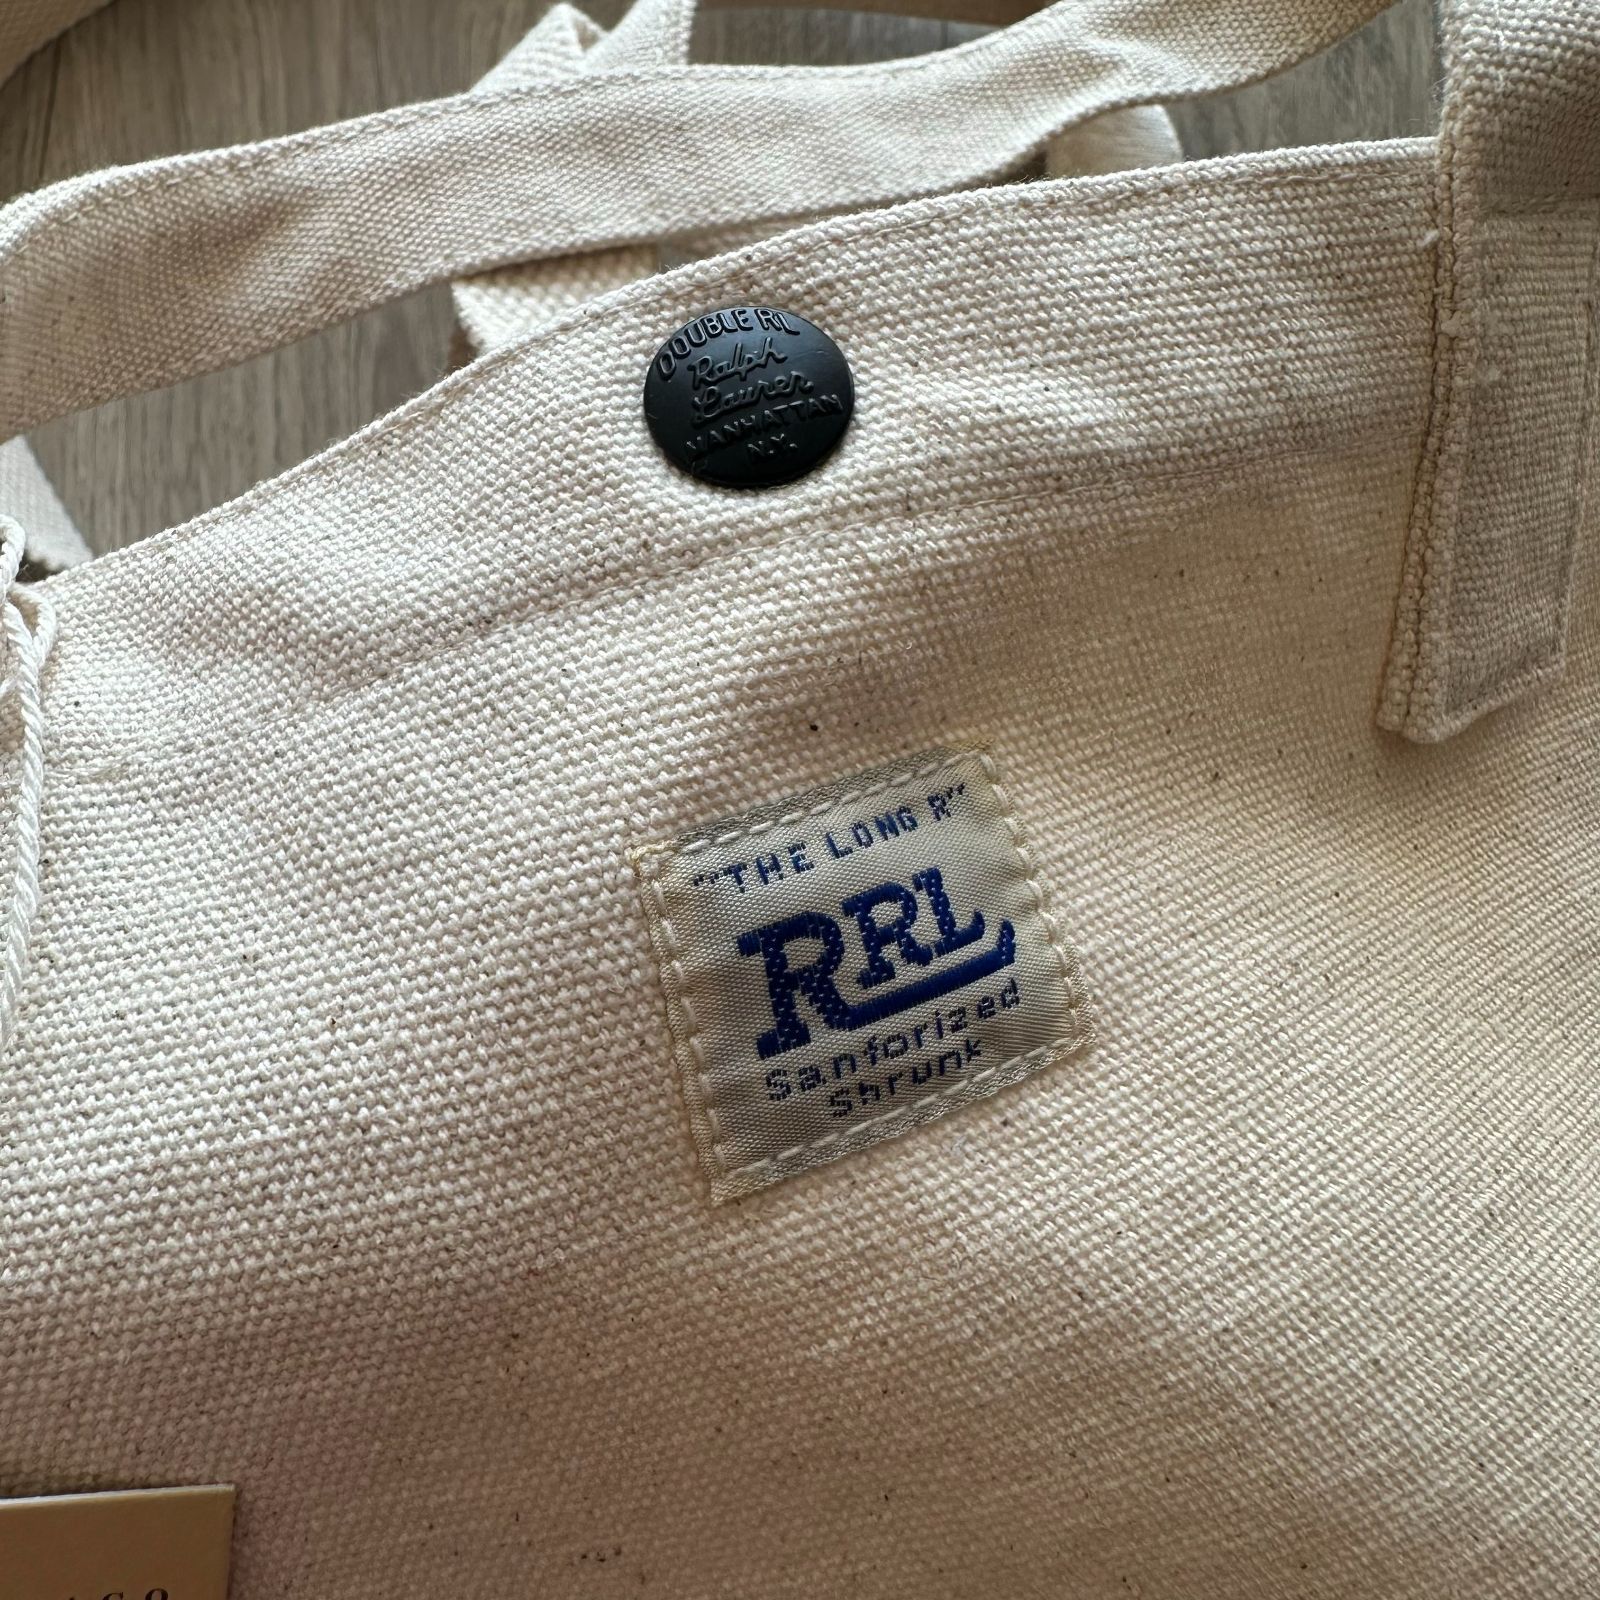 DOUBLE RL
Ralph
Lauren
MANHATTAN
N.Y.
"THE LONG R"
RRL
Sanforized
Shrunk